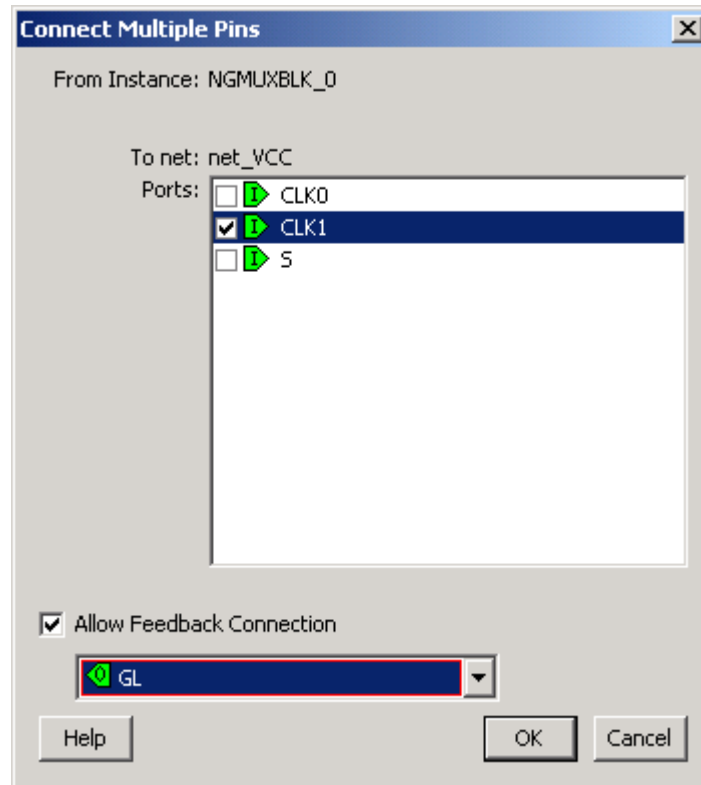 Connect Multiple Pins
From Instance: NGMUXBLK_0
To net: net_VCC
Ports:
I CLK0
I CLK1
I S
Allow Feedback Connection
O GL
Help OK Cancel